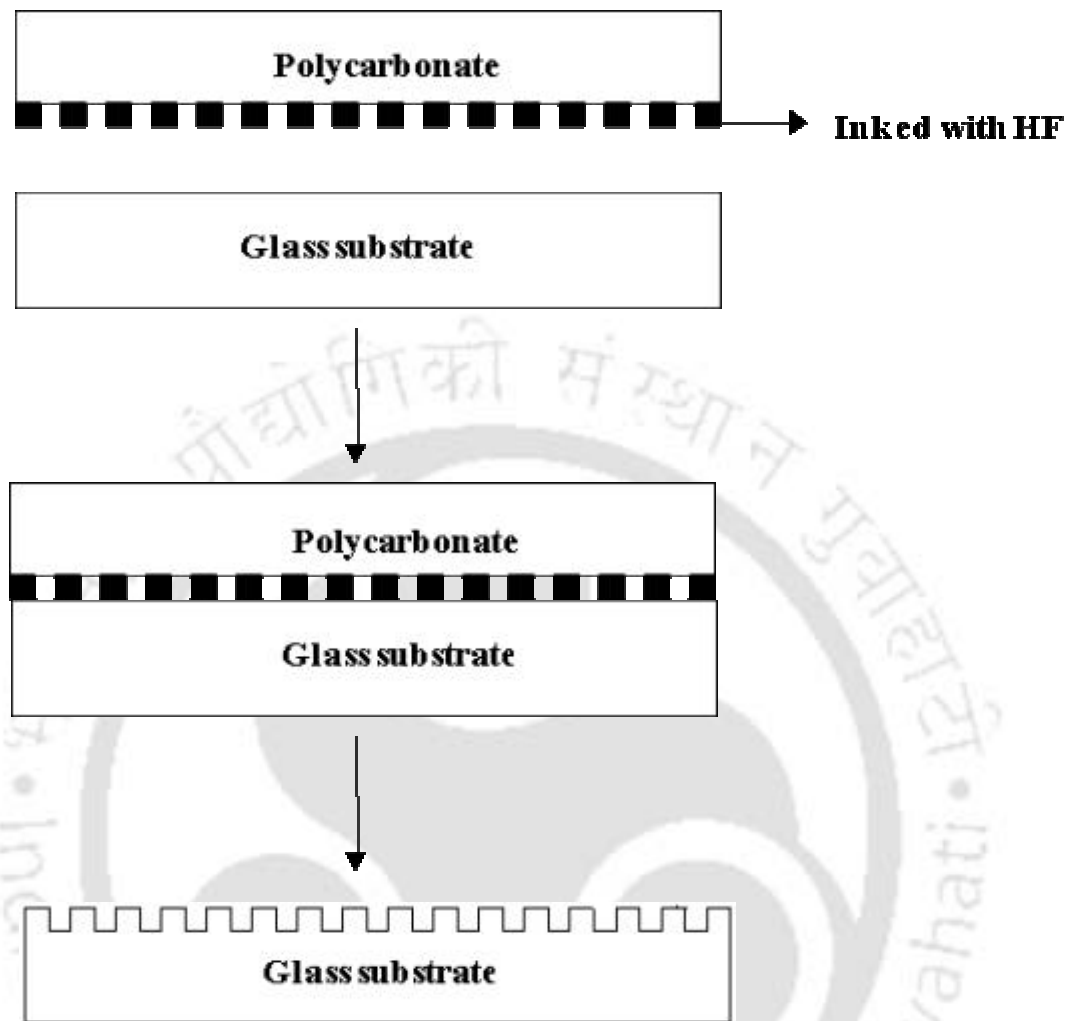 Polycarbonate
Inked with HF
Glass substrate
Polycarbonate
Glass substrate
Glass substrate